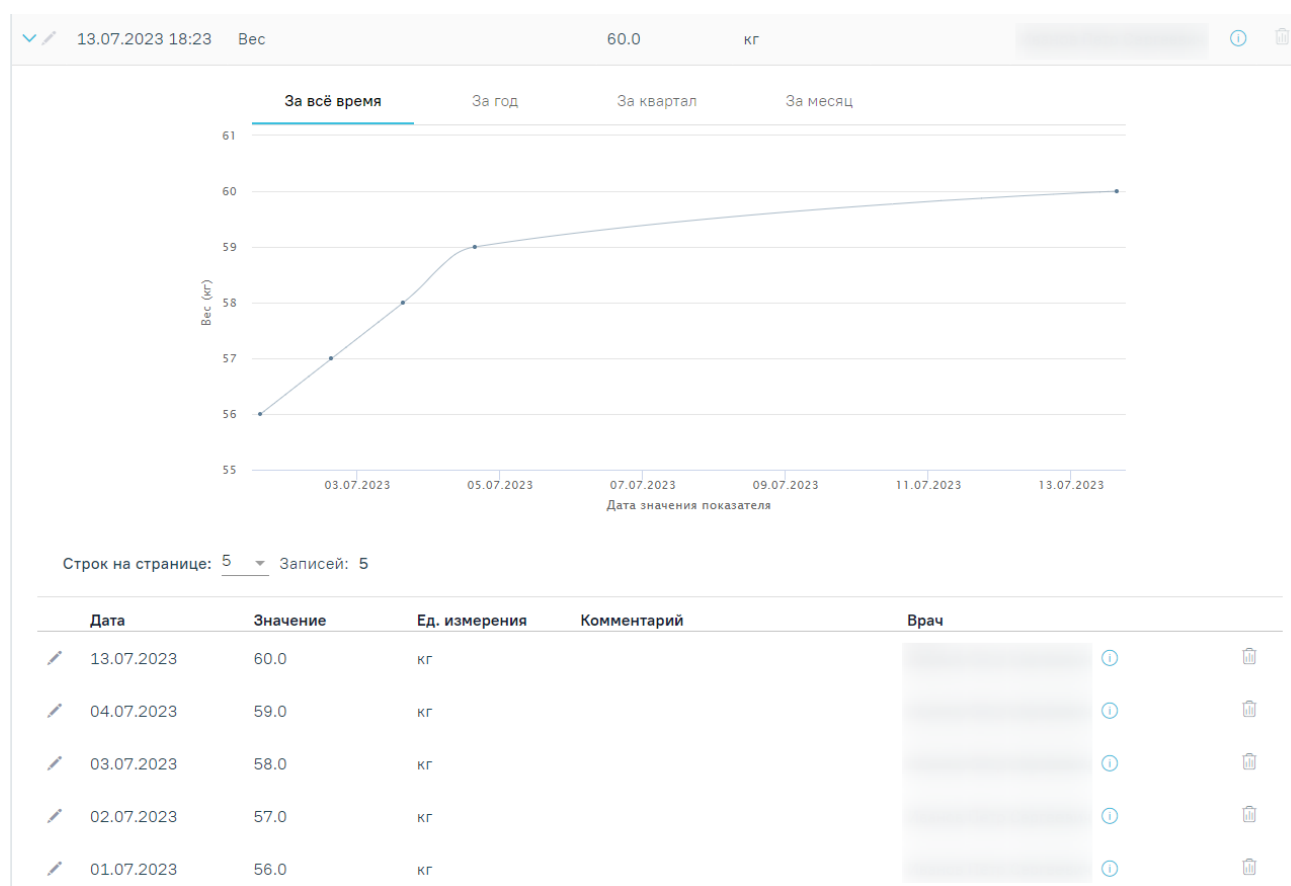 13.07.2023 18:23 Вес 60.0 кг
За всё время За год За квартал За месяц
61
60
59
58
57
56
55
Вес (кг)
03.07.2023 05.07.2023 07.07.2023 09.07.2023 11.07.2023 13.07.2023
Дата значения показателя
Строк на странице: 5 Записей: 5
Дата Значение Ед. измерения Комментарий Врач
13.07.2023 60.0 кг
04.07.2023 59.0 кг
03.07.2023 58.0 кг
02.07.2023 57.0 кг
01.07.2023 56.0 кг